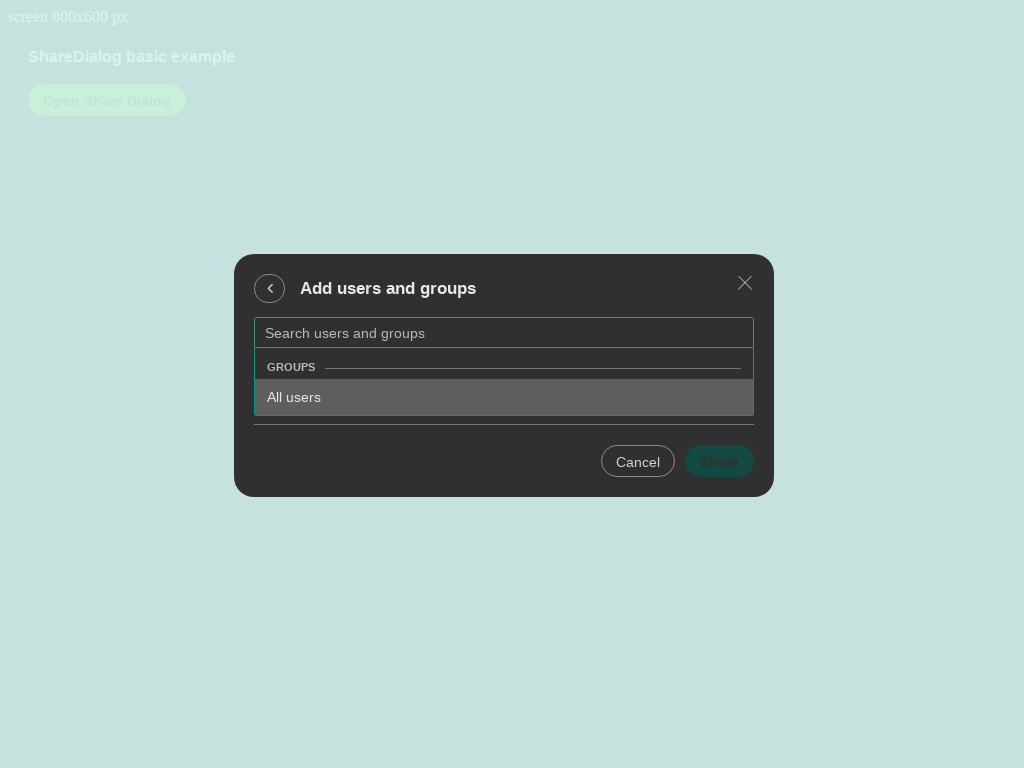 screen 800x600 px
ShareDialog basic example
Open Share Dialog
Add users and groups
Search users and groups
GROUPS
All users
Cancel
Share